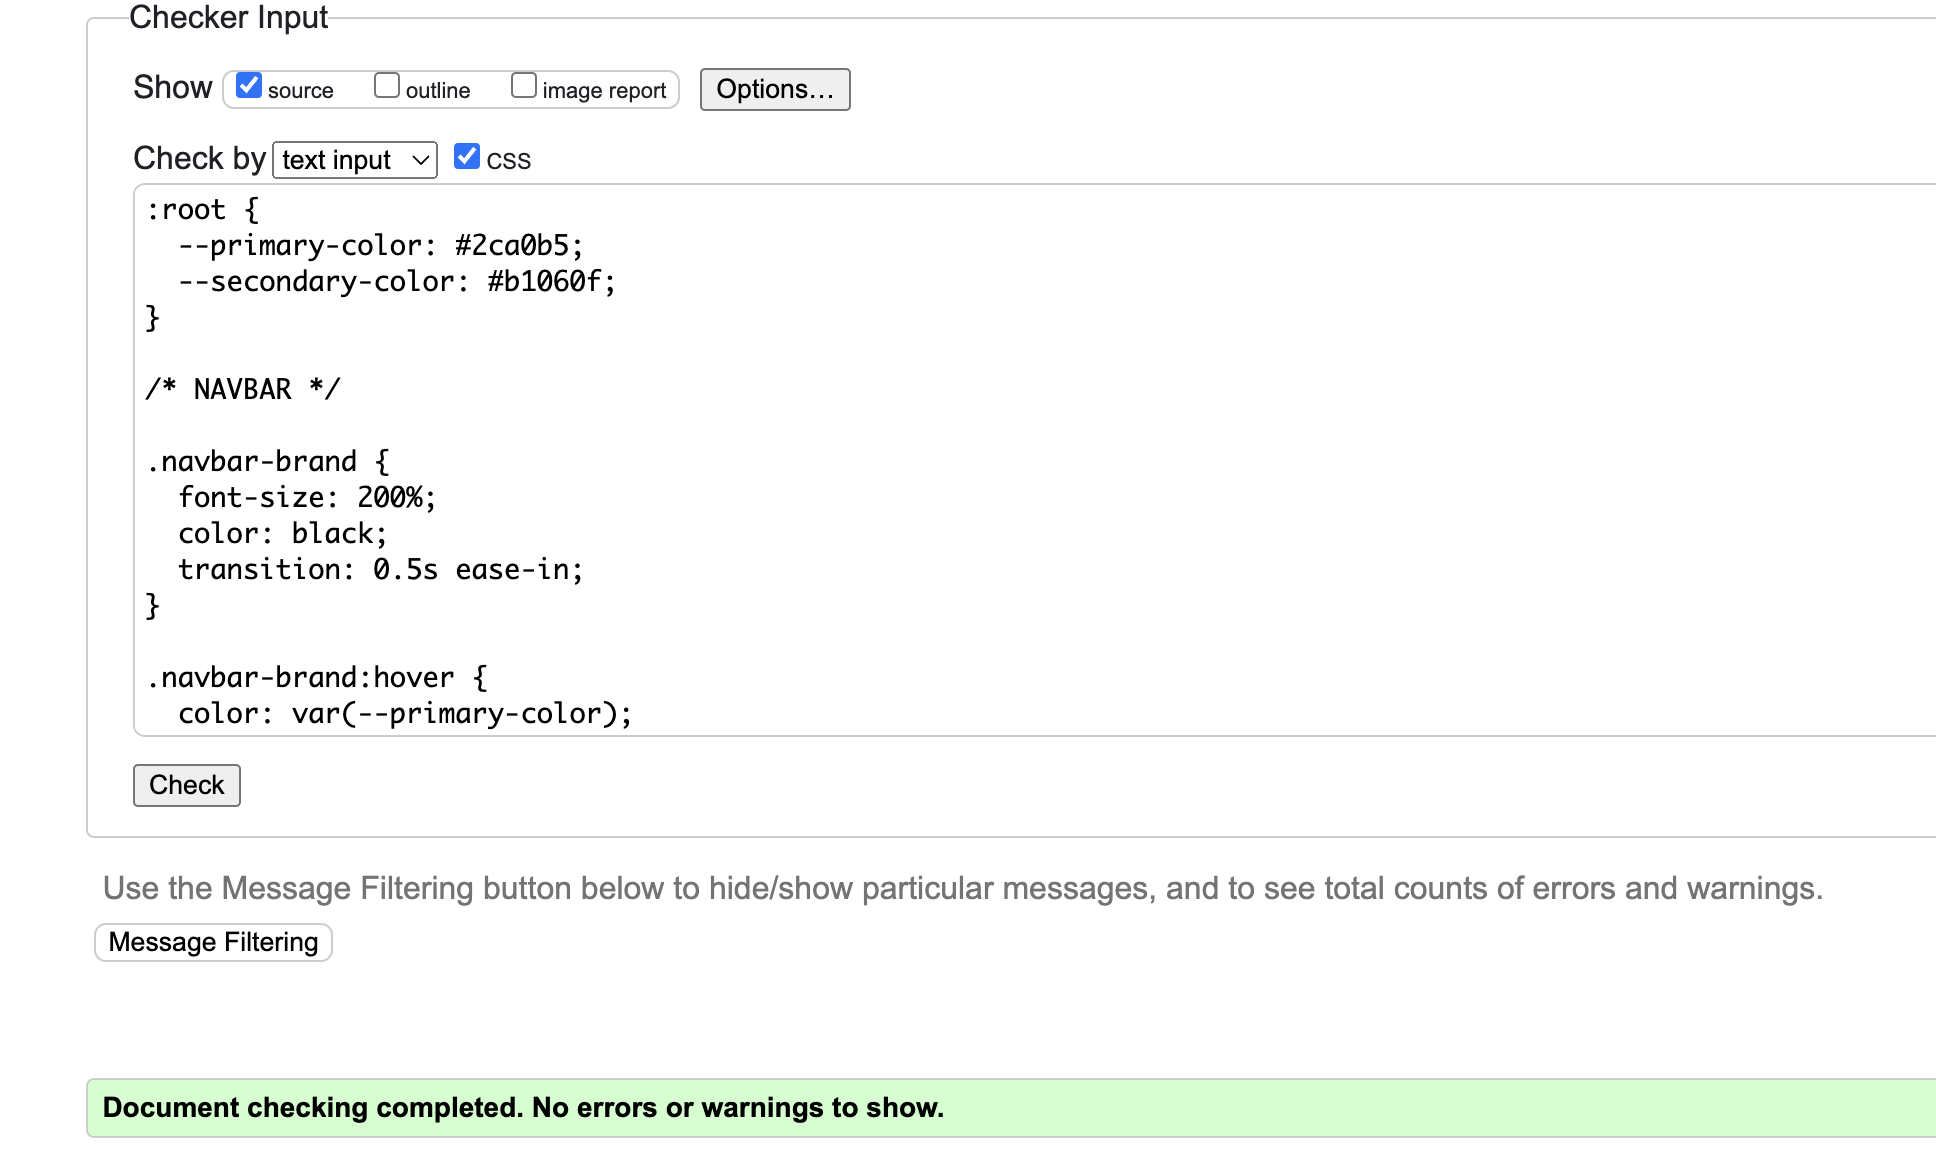 Checker Input
Show source outline image report Options...
Check by text input CSS
:root {
  --primary-color: #2ca0b5;
  --secondary-color: #b1060f;
}
/* NAVBAR */
.navbar-brand {
  font-size: 200%;
  color: black;
  transition: 0.5s ease-in;
}
.navbar-brand:hover {
  color: var(--primary-color);
Check
Use the Message Filtering button below to hide/show particular messages, and to see total counts of errors and warnings.
Message Filtering
Document checking completed. No errors or warnings to show.